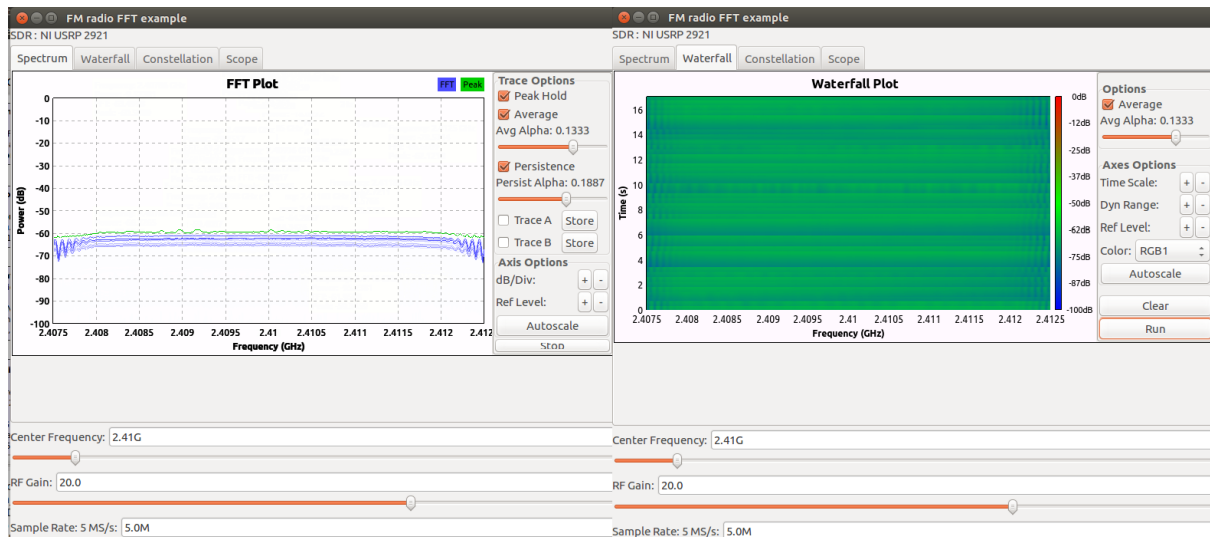 FM radio FFT example
SDR : NI USRP 2921
Spectrum Waterfall Constellation Scope
FFT Plot
FFT Peak
Power (dB)
0
-10
-20
-30
-40
-50
-60
-70
-80
-90
-100
2.4075 2.408 2.4085 2.409 2.4095 2.41 2.4105 2.411 2.4115 2.412 2.412
Frequency (GHz)
Trace Options
Peak Hold
Average
Avg Alpha: 0.1333
Persistence
Persist Alpha: 0.1887
Trace A Store
Trace B Store
Axis Options
dB/Div: + -
Ref Level: + -
Autoscale
Stop
Center Frequency: 2.41G
RF Gain: 20.0
Sample Rate: 5 MS/s: 5.0M
FM radio FFT example
SDR : NI USRP 2921
Spectrum Waterfall Constellation Scope
Waterfall Plot
Time (s)
16
14
12
10
8
6
4
2
0
2.4075 2.408 2.4085 2.409 2.4095 2.41 2.4105 2.411 2.4115 2.412 2.4125
Frequency (GHz)
0dB
-12dB
-25dB
-37dB
-50dB
-62dB
-75dB
-87dB
-100dB
Options
Average
Avg Alpha: 0.1333
Axes Options
Time Scale: + -
Dyn Range: + -
Ref Level: + -
Color: RGB1
Autoscale
Clear
Run
Center Frequency: 2.41G
RF Gain: 20.0
Sample Rate: 5 MS/s: 5.0M